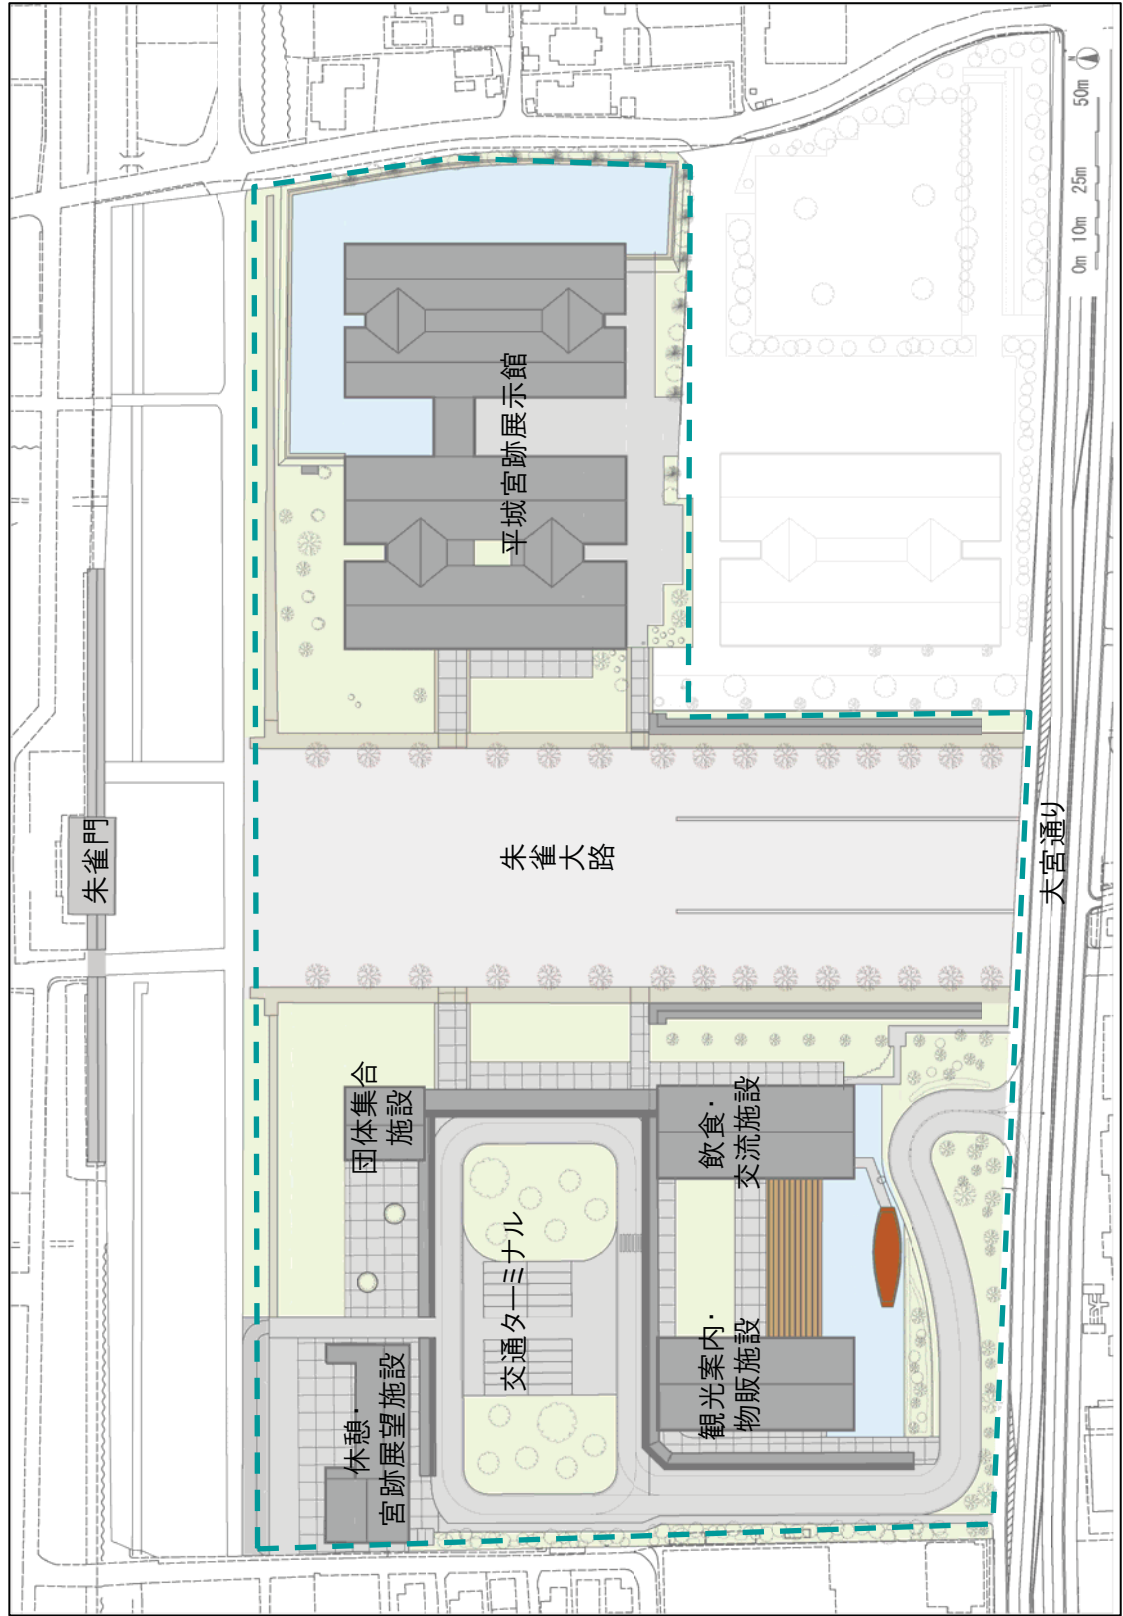 朱雀門
平城宮跡展示館
朱雀
大路
大宮通り
団体集合
施設
休憩・
宮跡展望施設
交通ターミナル
飲食・
交流施設
観光案内・
物販施設
N
0m 10m 25m 50m